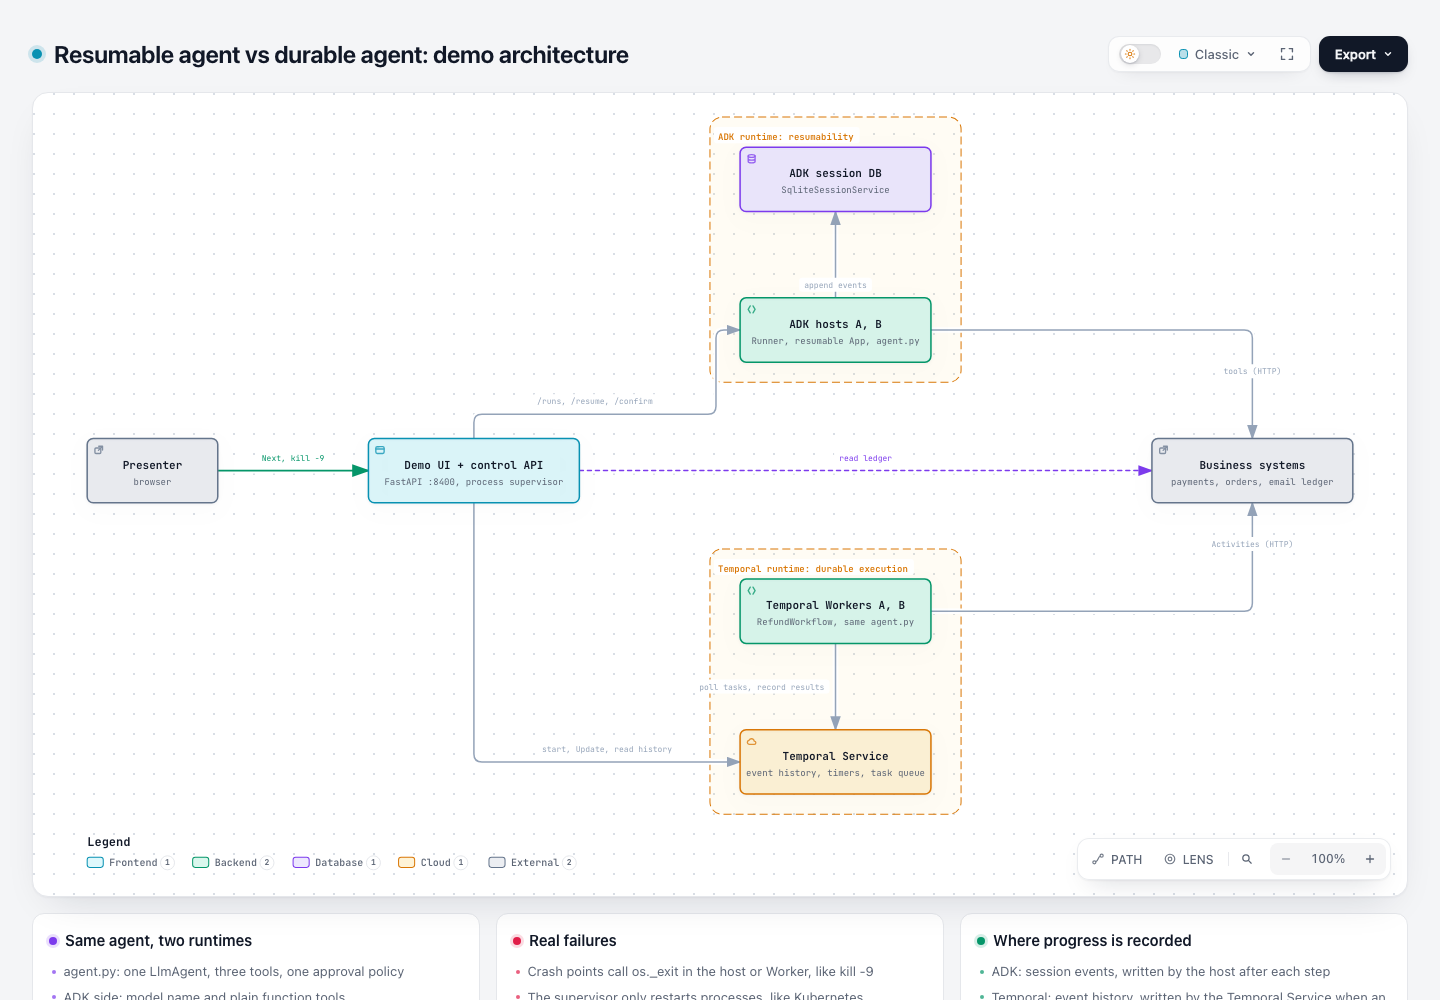 Resumable agent vs durable agent: demo architecture
Classic
Export
ADK runtime: resumability
ADK session DB
SqliteSessionService
append events
ADK hosts A, B
Runner, resumable App, agent.py
tools (HTTP)
/runs, /resume, /confirm
Presenter
browser
Next, kill -9
Demo UI + control API
FastAPI :8400, process supervisor
read ledger
Business systems
payments, orders, email ledger
Activities (HTTP)
Temporal runtime: durable execution
Temporal Workers A, B
RefundWorkflow, same agent.py
poll tasks, record results
start, Update, read history
Temporal Service
event history, timers, task queue
Legend
Frontend 1
Backend 2
Database 1
Cloud 1
External 2
PATH
LENS
− 100% +
Same agent, two runtimes
• agent.py: one LlmAgent, three tools, one approval policy
• ADK side: model name and plain function tools
Real failures
• Crash points call os._exit in the host or Worker, like kill -9
• The supervisor only restarts processes, like Kubernetes
Where progress is recorded
• ADK: session events, written by the host after each step
• Temporal: event history, written by the Temporal Service when an